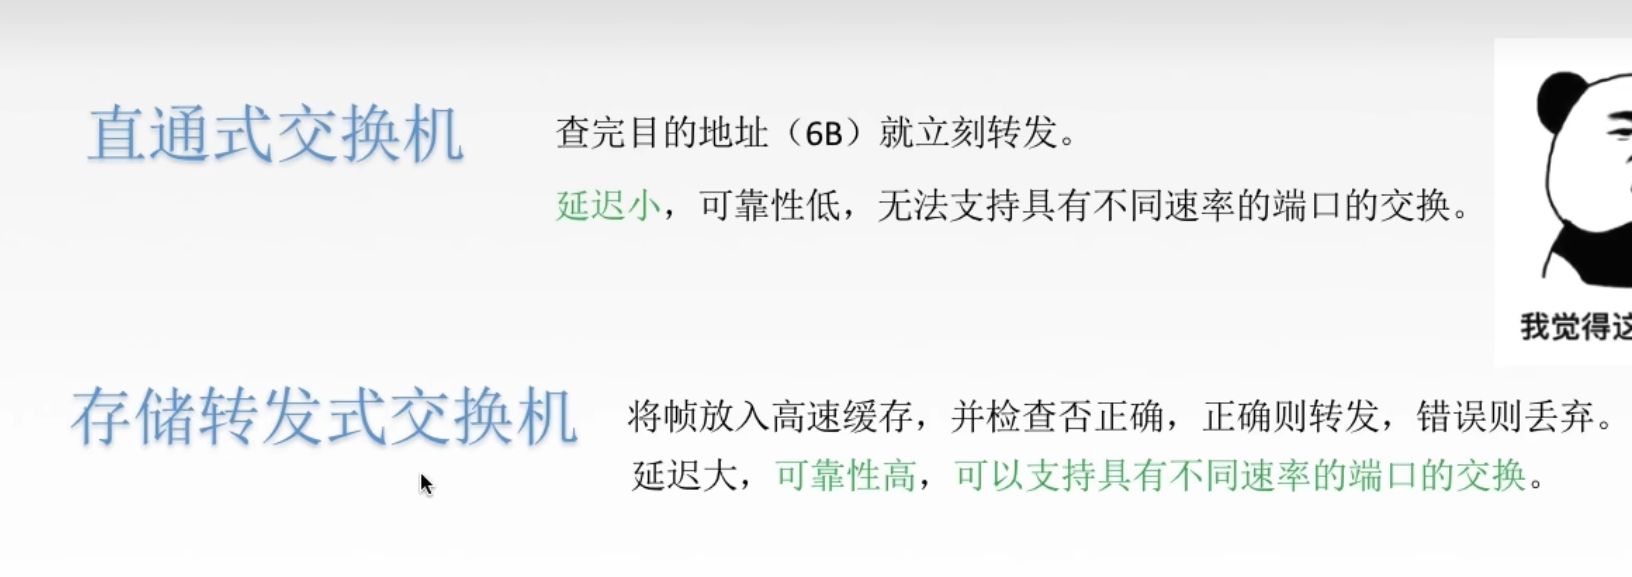 直通式交换机
查完目的地址（6B）就立刻转发。
延迟小，可靠性低，无法支持具有不同速率的端口的交换。
我觉得这
存储转发式交换机
将帧放入高速缓存，并检查否正确，正确则转发，错误则丢弃。
延迟大，可靠性高，可以支持具有不同速率的端口的交换。